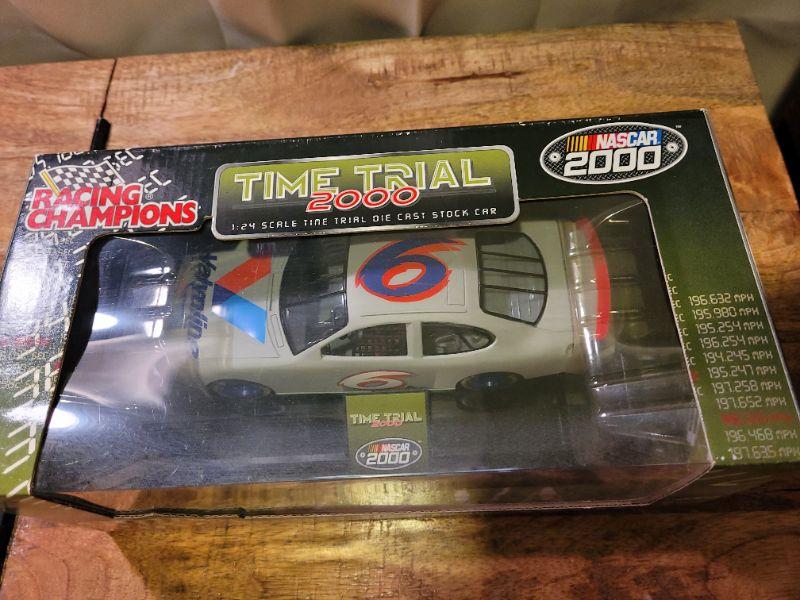 RACING
CHAMPIONS®
TIME TRIAL
2000
1:24 SCALE TIME TRIAL DIE CAST STOCK CAR
NASCAR
2000
Valvoline
6
6
TIME TRIAL
2000
NASCAR
2000
196.632 MPH
195.980 MPH
195.254 MPH
196.254 MPH
194.245 MPH
195.247 MPH
197.258 MPH
197.652 MPH
196.468 MPH
197.635 MPH